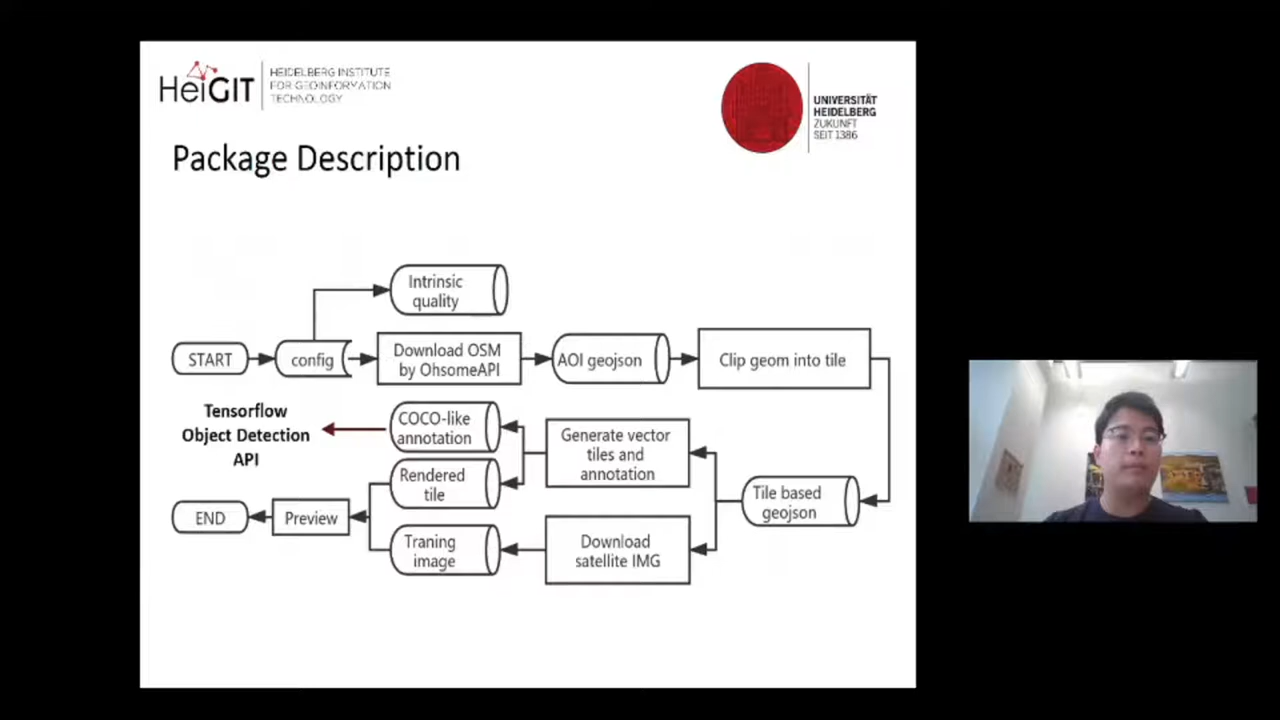 HeiGIT
HEIDELBERG INSTITUTE
FOR GEOINFORMATION
TECHNOLOGY
UNIVERSITÄT
HEIDELBERG
ZUKUNFT
SEIT 1386
Package Description
Intrinsic
quality
START
config
Download OSM
by OhsomeAPI
AOI geojson
Clip geom into tile
Tensorflow
Object Detection
API
COCO-like
annotation
Generate vector
tiles and
annotation
Rendered
tile
Tile based
geojson
END
Preview
Traning
image
Download
satellite IMG